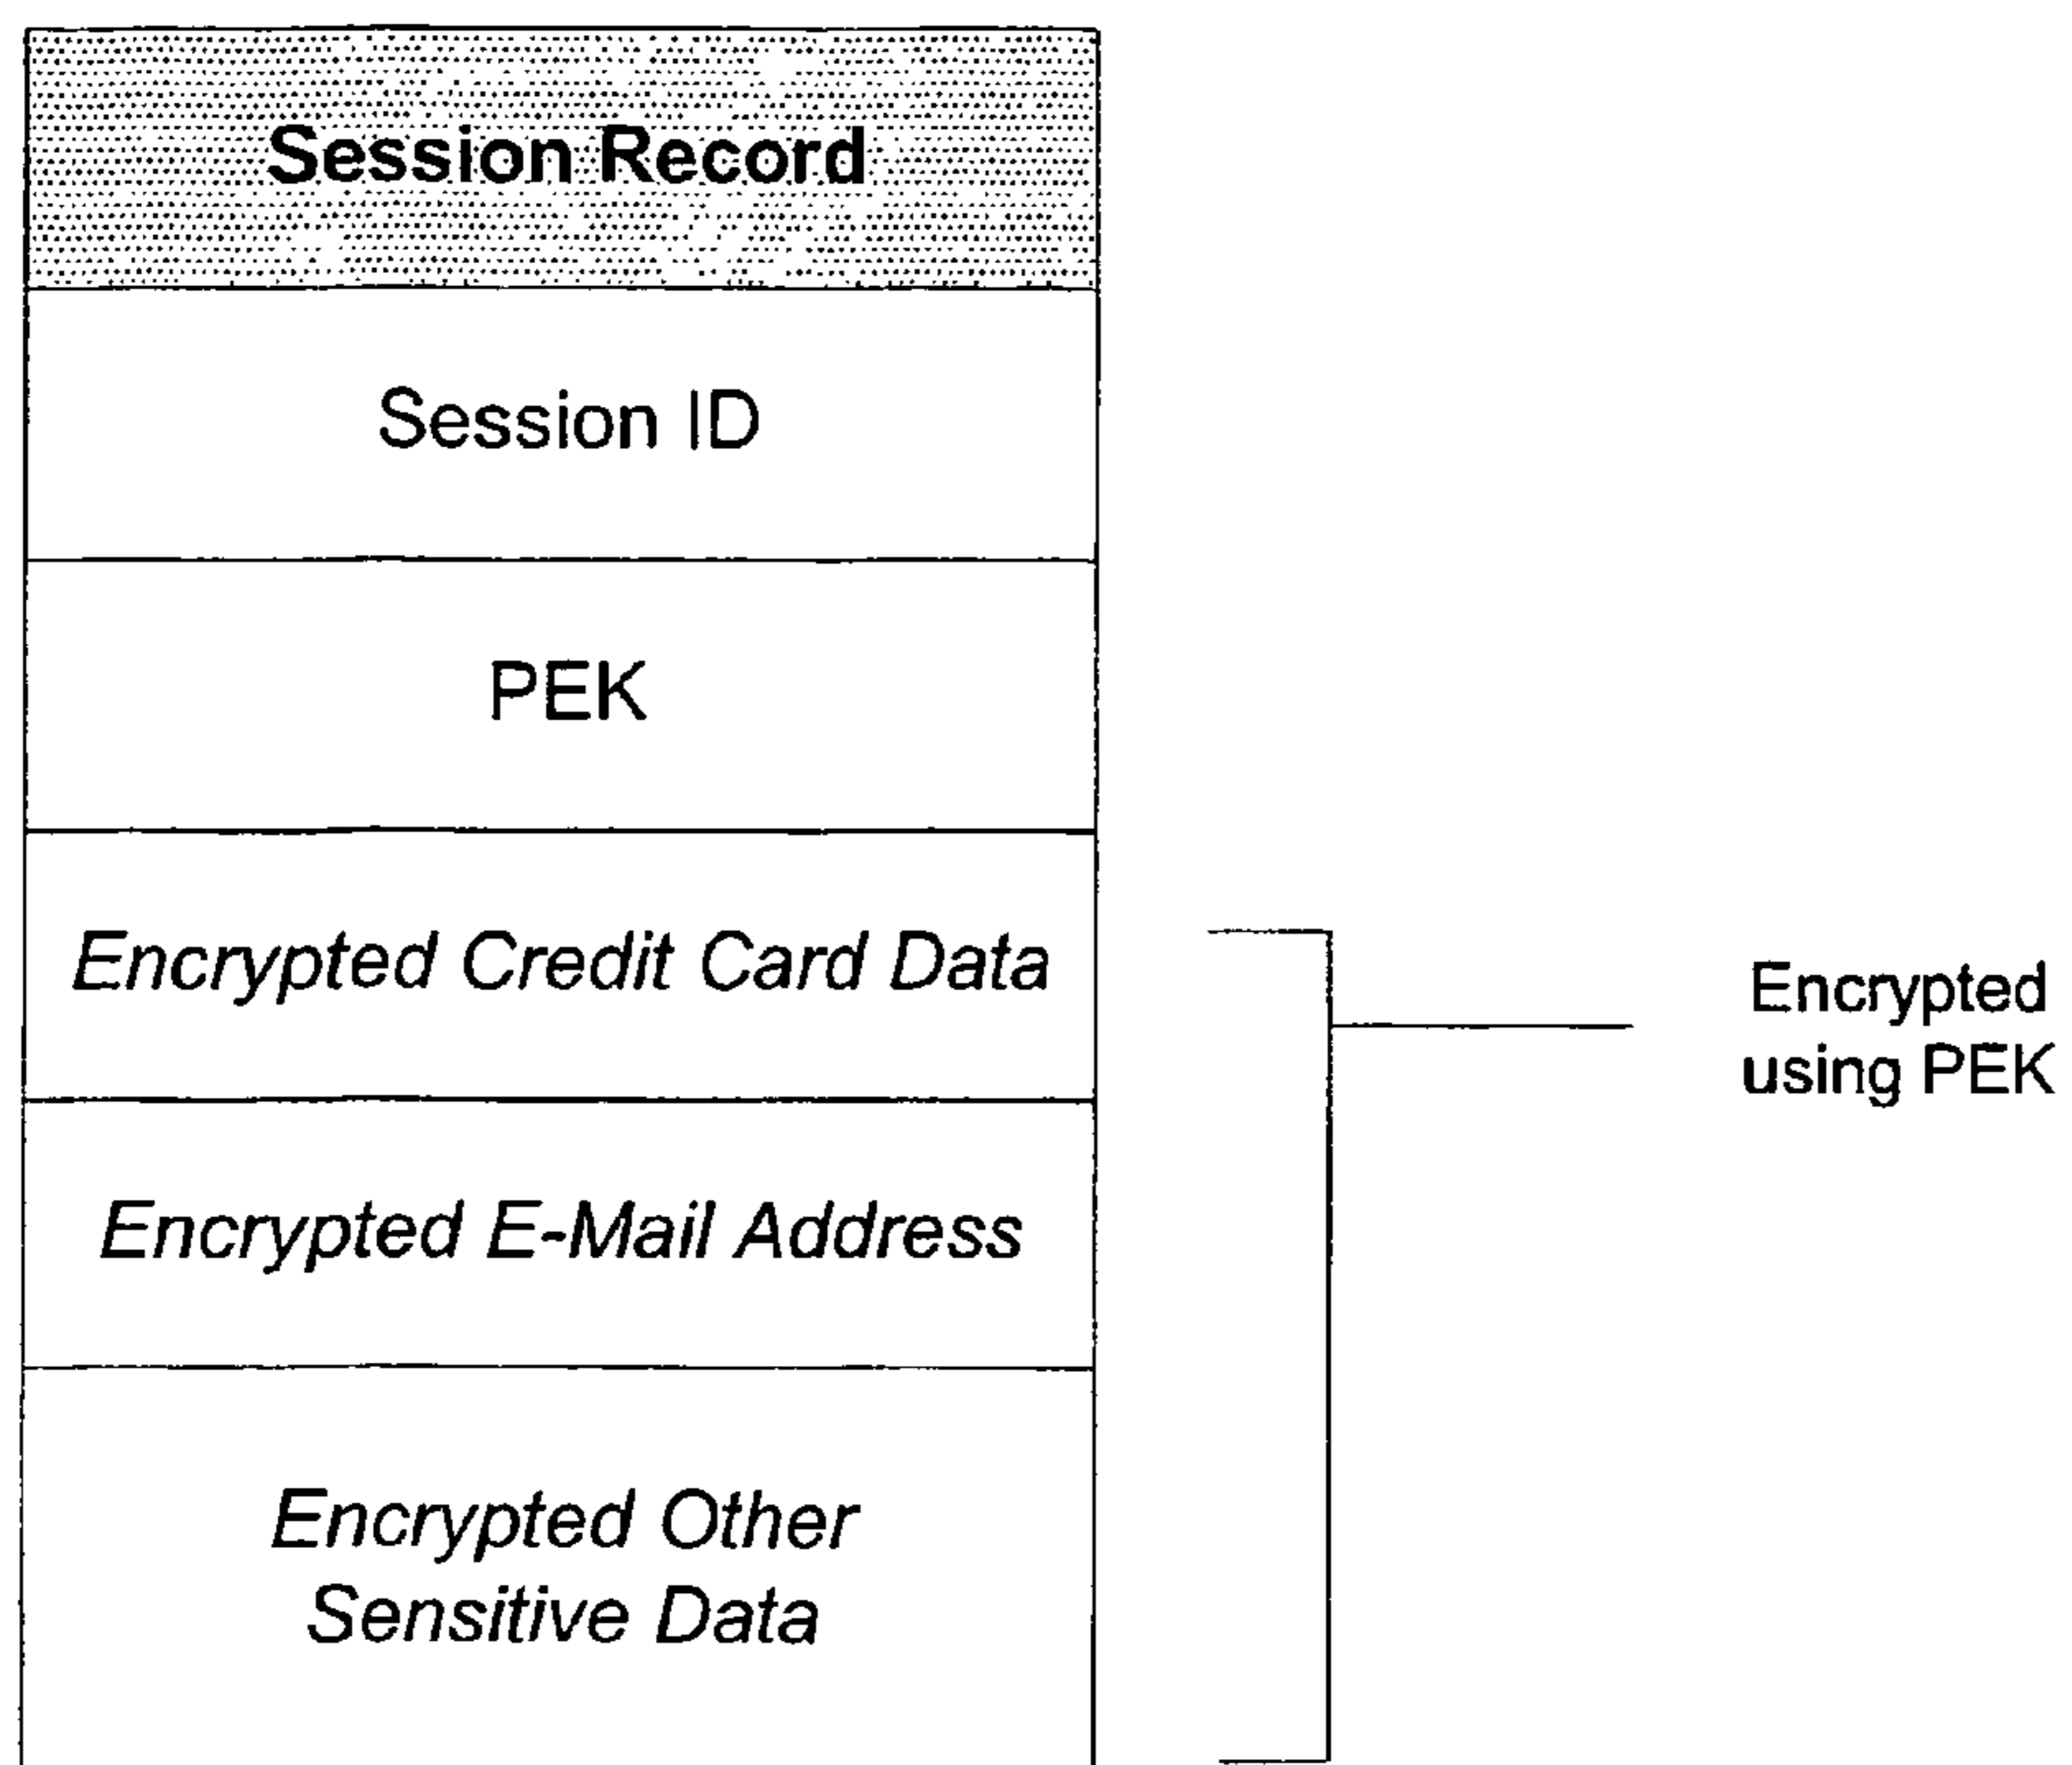 Session Record
Session ID
PEK
Encrypted Credit Card Data
Encrypted
using PEK
Encrypted E-Mail Address
Encrypted Other
Sensitive Data